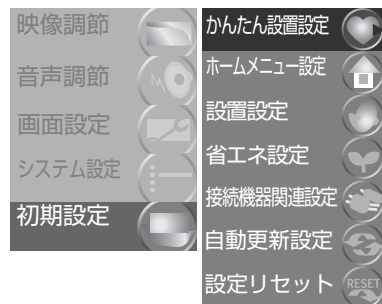 映像調節
音声調節
画面設定
システム設定
初期設定
かんたん設置設定
ホームメニュー設定
設置設定
省エネ設定
接続機器関連設定
自動更新設定
設定リセット
RESET